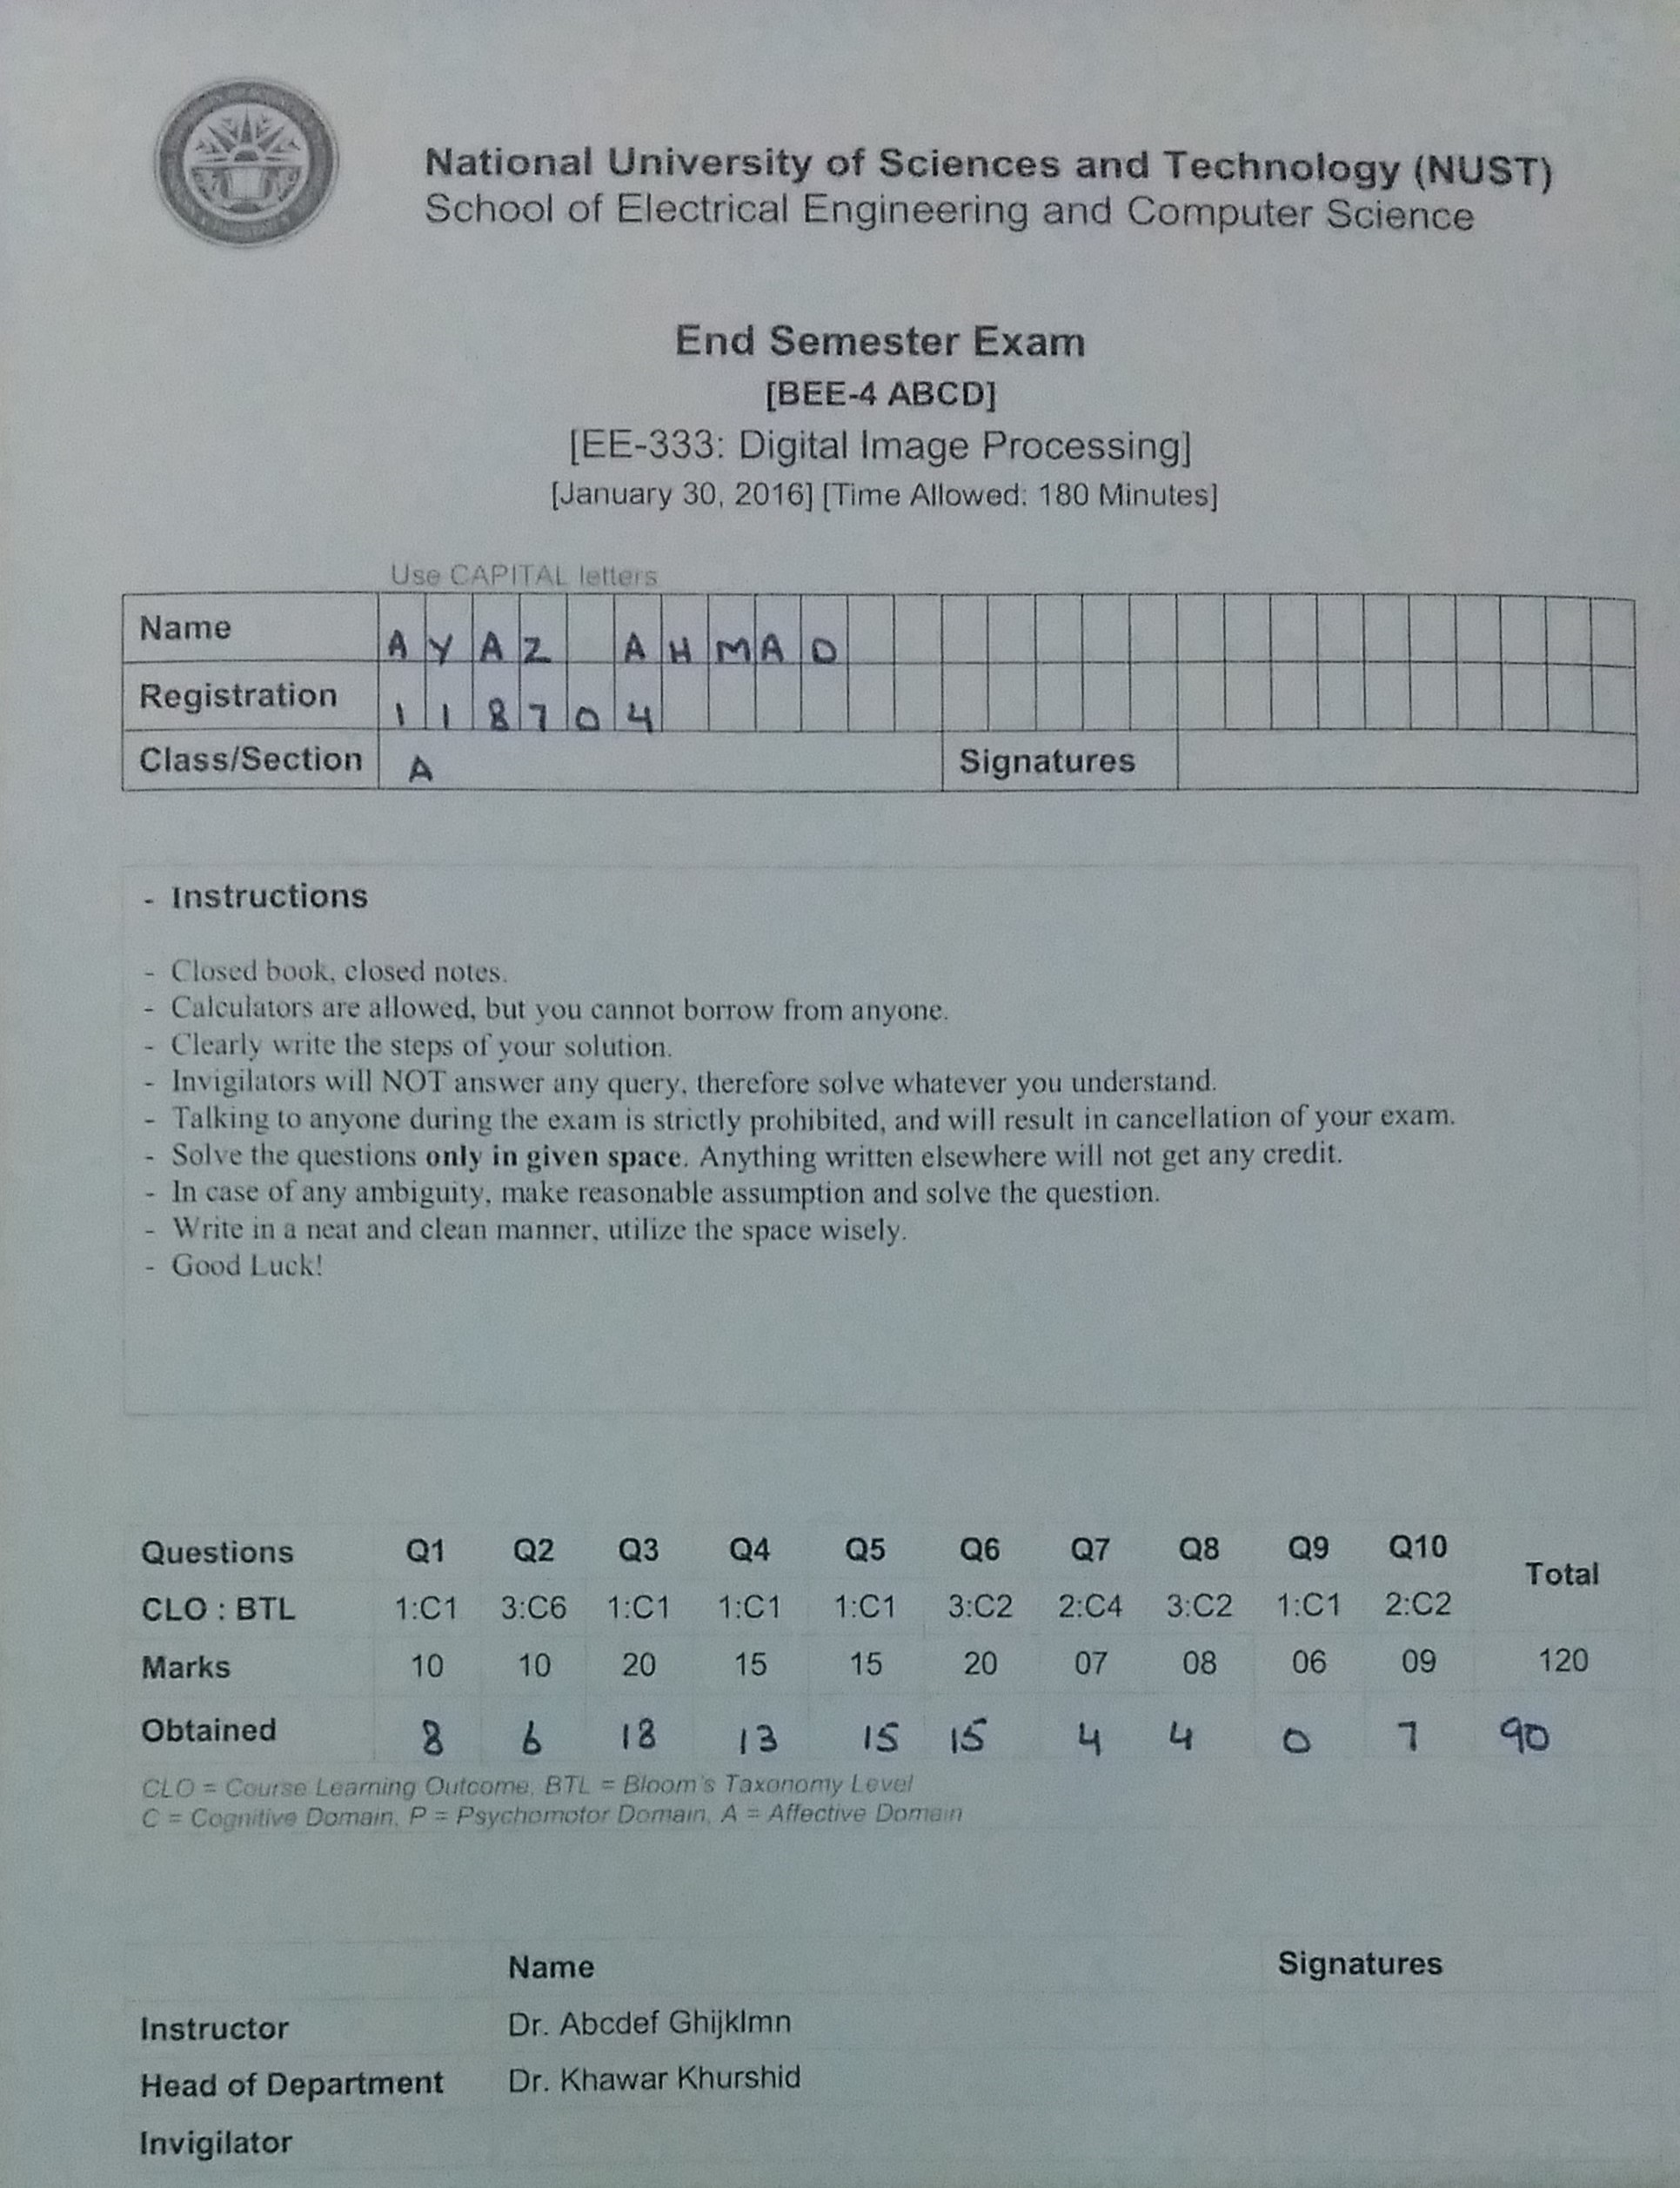 National University of Sciences and Technology (NUST)
School of Electrical Engineering and Computer Science
End Semester Exam
[BEE-4 ABCD]
[EE-333: Digital Image Processing]
[January 30, 2016] [Time Allowed: 180 Minutes]
Use CAPITAL letters
Name AYAZ AHMAD
Registration 118704
Class/Section A Signatures
- Instructions
- Closed book, closed notes.
- Calculators are allowed, but you cannot borrow from anyone.
- Clearly write the steps of your solution.
- Invigilators will NOT answer any query, therefore solve whatever you understand.
- Talking to anyone during the exam is strictly prohibited, and will result in cancellation of your exam.
- Solve the questions only in given space. Anything written elsewhere will not get any credit.
- In case of any ambiguity, make reasonable assumption and solve the question.
- Write in a neat and clean manner, utilize the space wisely.
- Good Luck!
Questions Q1 Q2 Q3 Q4 Q5 Q6 Q7 Q8 Q9 Q10 Total
CLO : BTL 1:C1 3:C6 1:C1 1:C1 1:C1 3:C2 2:C4 3:C2 1:C1 2:C2
Marks 10 10 20 15 15 20 07 08 06 09 120
Obtained 8 6 18 13 15 15 4 4 0 7 90
CLO = Course Learning Outcome, BTL = Bloom's Taxonomy Level
C = Cognitive Domain, P = Psychomotor Domain, A = Affective Domain
Name Signatures
Instructor Dr. Abcdef Ghijklmn
Head of Department Dr. Khawar Khurshid
Invigilator